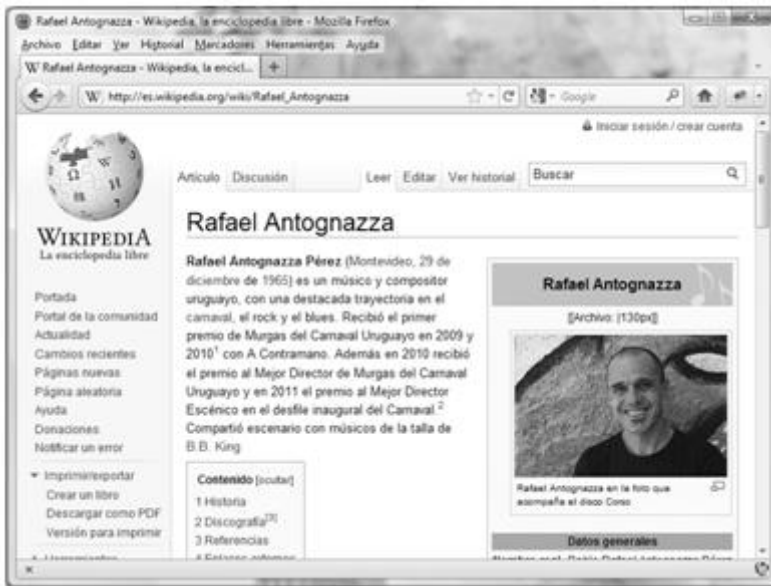 Rafael Antognazza - Wikipedia, la enciclopedia libre - Mozilla Firefox
Archivo Editar Ver Historial Marcadores Herramientas Ayuda
W Rafael Antognazza - Wikipedia, la encicl... +
W http://es.wikipedia.org/wiki/Rafael_Antognazza
Google
Iniciar sesión / crear cuenta
Artículo Discusión Leer Editar Ver historial Buscar
WIKIPEDIA
La enciclopedia libre
Portada
Portal de la comunidad
Actualidad
Cambios recientes
Páginas nuevas
Página aleatoria
Ayuda
Donaciones
Notificar un error
Imprimir/exportar
Crear un libro
Descargar como PDF
Versión para imprimir
Herramientas
Rafael Antognazza
Rafael Antognazza Pérez (Montevideo, 29 de
diciembre de 1965) es un músico y compositor
uruguayo, con una destacada trayectoria en el
carnaval, el rock y el blues. Recibió el primer
premio de Murgas del Carnaval Uruguayo en 2009 y
2010¹ con A Contramano. Además en 2010 recibió
el premio al Mejor Director de Murgas del Carnaval
Uruguayo y en 2011 el premio al Mejor Director
Escénico en el desfile inaugural del Carnaval.²
Compartió escenario con músicos de la talla de
B.B. King
Contenido [ocultar]
1 Historia
2 Discografía[3]
3 Referencias
4 Enlaces externos
Rafael Antognazza
[[Archivo: |130px]]
Rafael Antognazza en la foto que
acompaña el disco Corso
Datos generales
Rafael Antognazza Pérez